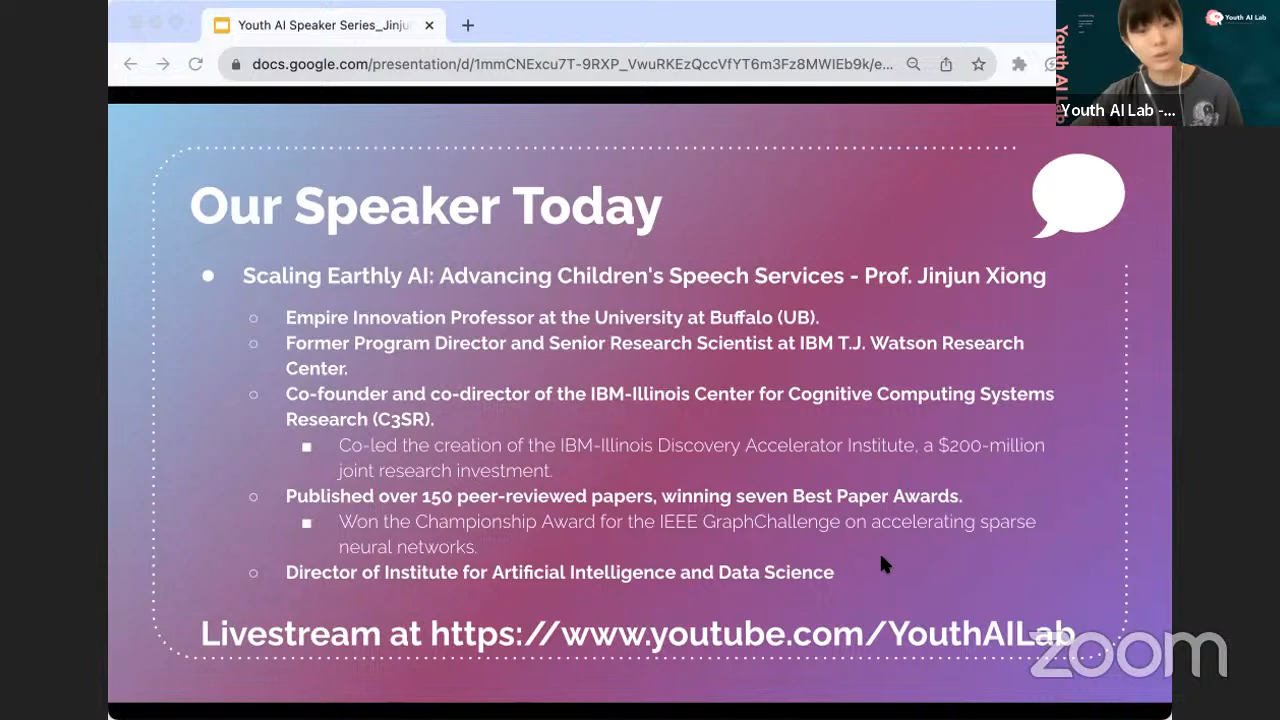 Youth AI Speaker Series_Jinju
docs.google.com/presentation/d/1mmCNExcu7T-9RXP_VwuRKEzQccVfYT6m3Fz8MWIEb9k/e...
Youth AI Lab
Youth AI Lab
Youth AI Lab -...
Our Speaker Today
Scaling Earthly AI: Advancing Children's Speech Services - Prof. Jinjun Xiong
Empire Innovation Professor at the University at Buffalo (UB).
Former Program Director and Senior Research Scientist at IBM T.J. Watson Research
Center.
Co-founder and co-director of the IBM-Illinois Center for Cognitive Computing Systems
Research (C3SR).
Co-led the creation of the IBM-Illinois Discovery Accelerator Institute, a $200-million
joint research investment.
Published over 150 peer-reviewed papers, winning seven Best Paper Awards.
Won the Championship Award for the IEEE GraphChallenge on accelerating sparse
neural networks.
Director of Institute for Artificial Intelligence and Data Science
Livestream at https://www.youtube.com/YouthAILab
zoom